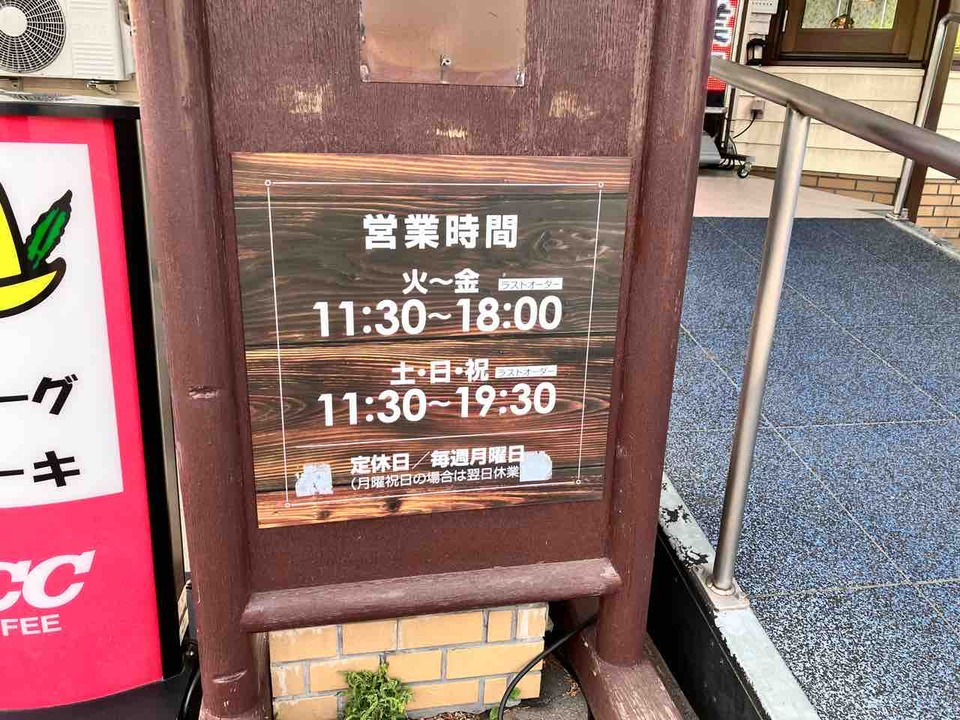 営業時間
火～金 ラストオーダー
11:30～18:00
土・日・祝 ラストオーダー
11:30～19:30
定休日／毎週月曜日
(月曜祝日の場合は翌日休業
ーグ
ーキ
CC
FEE